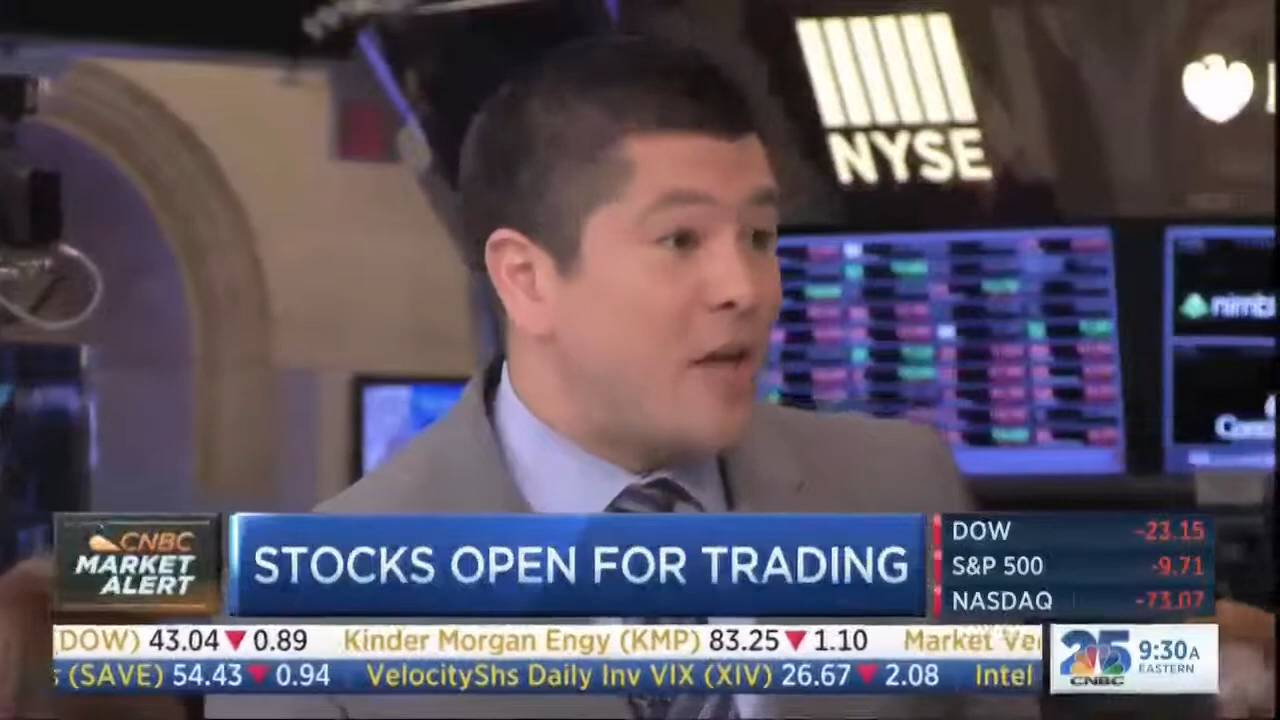 NYSE
nimb
CNBC
MARKET
ALERT
STOCKS OPEN FOR TRADING
DOW -23.15
S&P 500 -9.71
NASDAQ -73.07
(DOW) 43.04▼0.89 Kinder Morgan Engy (KMP) 83.25▼1.10 Market Ve
s (SAVE) 54.43▼0.94 VelocityShs Daily Inv VIX (XIV) 26.67▼2.08 Intel
25
CNBC
9:30A
EASTERN